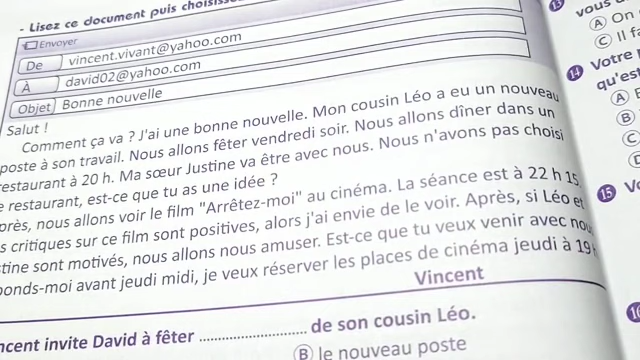 - Lisez ce document puis
Envoyer
De vincent.vivant@yahoo.com
À david02@yahoo.com
Objet Bonne nouvelle
Salut !
Comment ça va ? J'ai une bonne nouvelle. Mon cousin Léo a eu un nouveau
poste à son travail. Nous allons fêter vendredi soir. Nous allons dîner dans un
restaurant à 20 h. Ma sœur Justine va être avec nous. Nous n'avons pas choisi
restaurant, est-ce que tu as une idée ?
près, nous allons voir le film "Arrêtez-moi" au cinéma. La séance est à 22 h 15.
s critiques sur ce film sont positives, alors j'ai envie de le voir. Après, si Léo et
stine sont motivés, nous allons nous amuser. Est-ce que tu veux venir avec nou
onds-moi avant jeudi midi, je veux réserver les places de cinéma jeudi à 19 h
Vincent
ncent invite David à fêter .......................... de son cousin Léo.
B le nouveau poste
13
vous
A On
C Il f
14 Votre
qu'es
A
B
C
15
16